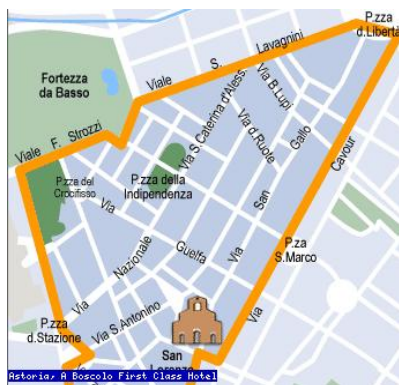 P.zza
d.Libertà
Viale S. Lavagnini
Fortezza
da Basso
Via B.Lupi
Via S.Caterina d'Aless.
Viale F. Strozzi
Via d.Ruote
Via San Gallo
Via Cavour
P.zze del
Crocifisso
P.zza della
Indipendenza
Via Guelfa
Via Nazionale
P.za
S.Marco
P.zza
d.Stazione
Via S.Antonino
San
Lorenzo
Astoria, A Boscolo First Class Hotel